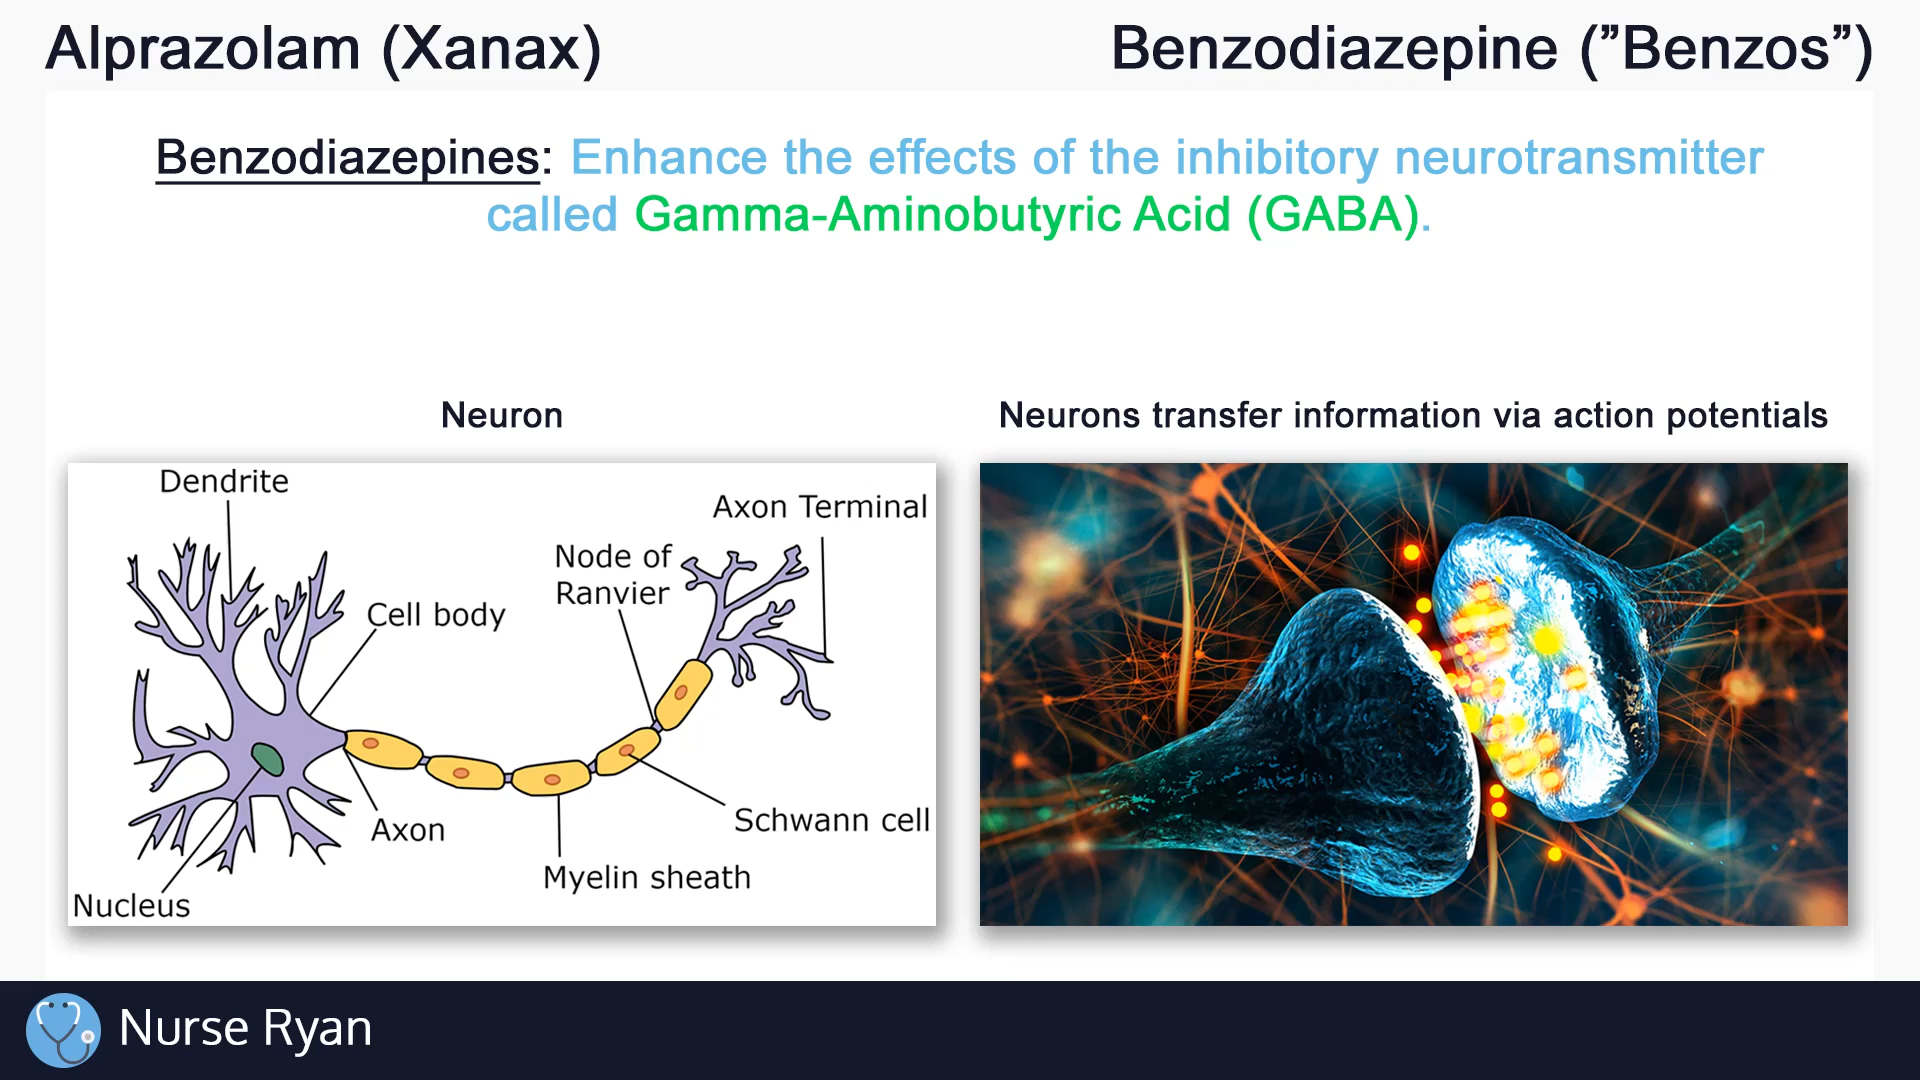 Alprazolam (Xanax)
Benzodiazepine (”Benzos”)
Benzodiazepines: Enhance the effects of the inhibitory neurotransmitter
called Gamma-Aminobutyric Acid (GABA).
Neuron
Neurons transfer information via action potentials
Dendrite
Axon Terminal
Node of
Ranvier
Cell body
Schwann cell
Axon
Myelin sheath
Nucleus
Nurse Ryan